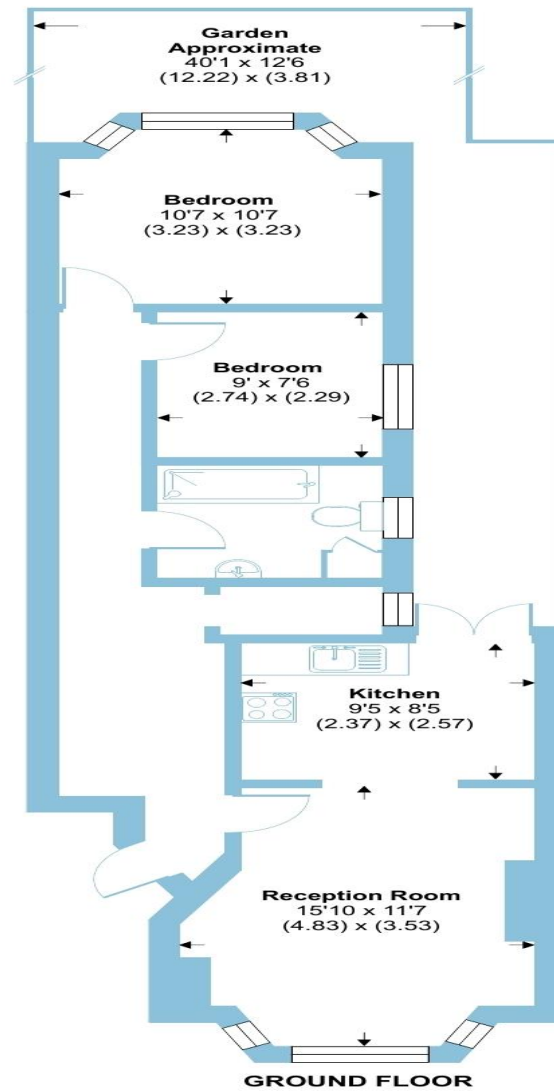 Garden
Approximate
40'1 x 12'6
(12.22) x (3.81)
Bedroom
10'7 x 10'7
(3.23) x (3.23)
Bedroom
9' x 7'6
(2.74) x (2.29)
Kitchen
9'5 x 8'5
(2.37) x (2.57)
Reception Room
15'10 x 11'7
(4.83) x (3.53)
GROUND FLOOR